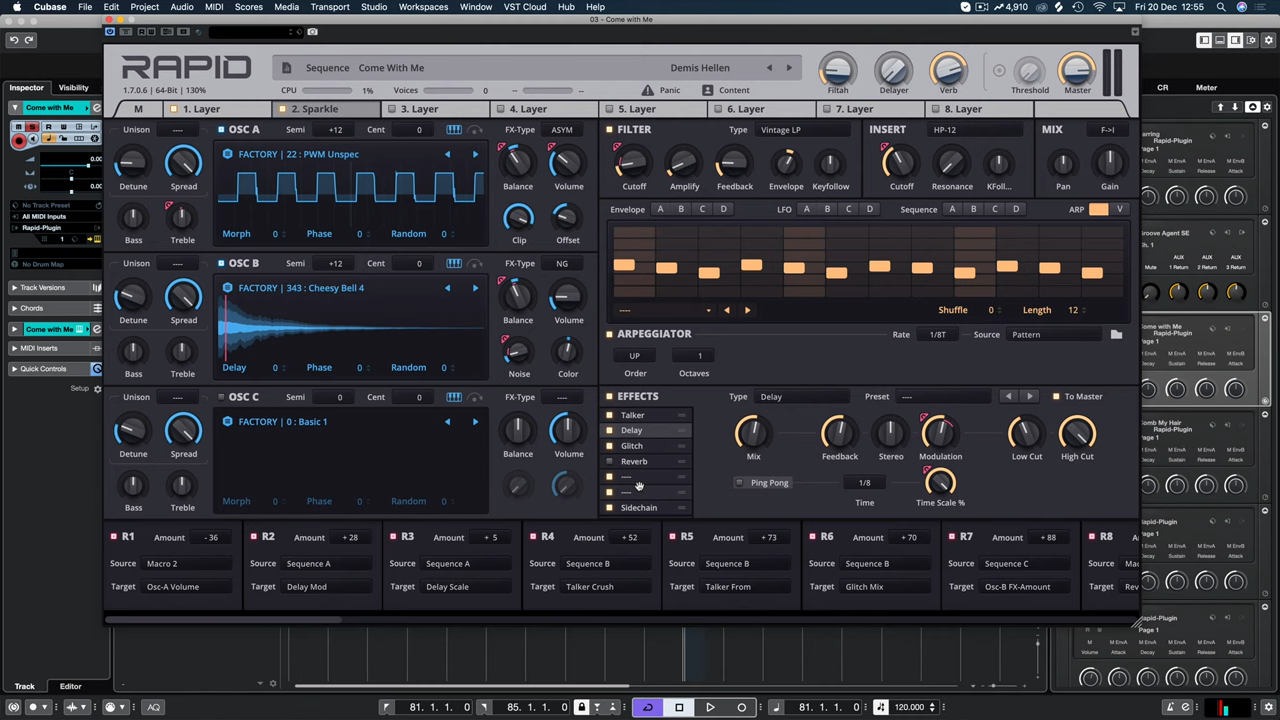 Cubase File Edit Project Audio MIDI Scores Media Transport Studio Workspaces Window VST Cloud Hub Help 4,910 Fri 20 Dec 12:55
03 - Come with Me
RAPID
Sequence Come With Me Demis Hellen
1.7.0.6 | 64-Bit | 130% CPU 1% Voices 0 -- -- Panic Content
Filtah Delayer Verb Threshold Master
M 1. Layer 2. Sparkle 3. Layer 4. Layer 5. Layer 6. Layer 7. Layer 8. Layer
Inspector Visibility
Come with Me
No Track Preset
All MIDI Inputs
Rapid-Plugin
1
No Drum Map
Track Versions
Chords
Come with Me
MIDI Inserts
Quick Controls
Setup
Unison ---- OSC A Semi +12 Cent 0 FX-Type ASYM
FACTORY | 22 : PWM Unspec
Detune Spread Balance Volume
Bass Treble Clip Offset
Morph 0 Phase 0 Random 0
Unison ---- OSC B Semi +12 Cent 0 FX-Type NG
FACTORY | 343 : Cheesy Bell 4
Detune Spread Balance Volume
Bass Treble Noise Color
Delay 0 Phase 0 Random 0
Unison ---- OSC C Semi 0 Cent 0 FX-Type ----
FACTORY | 0 : Basic 1
Detune Spread Balance Volume
Bass Treble
Morph 0 Phase 0 Random 0
FILTER Type Vintage LP INSERT HP-12 MIX F->I
Cutoff Amplify Feedback Envelope Keyfollow Cutoff Resonance KFoll... Pan Gain
Envelope A B C D LFO A B C D Sequence A B C D ARP V
---- Shuffle 0 Length 12
ARPEGGIATOR Rate 1/8T Source Pattern
UP 1
Order Octaves
EFFECTS Type Delay Preset ---- To Master
Talker
Delay
Glitch
Reverb
----
----
Sidechain
Mix Feedback Stereo Modulation Low Cut High Cut
Ping Pong 1/8
Time Time Scale %
R1 Amount - 36 R2 Amount + 28 R3 Amount + 5 R4 Amount + 52 R5 Amount + 73 R6 Amount + 70 R7 Amount + 88 R8
Source Macro 2 Source Sequence A Source Sequence A Source Sequence B Source Sequence B Source Sequence B Source Sequence C Source
Target Osc-A Volume Target Delay Mod Target Delay Scale Target Talker Crush Target Talker From Target Glitch Mix Target Osc-B FX-Amount Target
CR Meter
Groove Agent SE
Page 1
Rapid-Plugin
Track Editor
AQ 81. 1. 1. 0 85. 1. 1. 0 81. 1. 1. 0 120.000